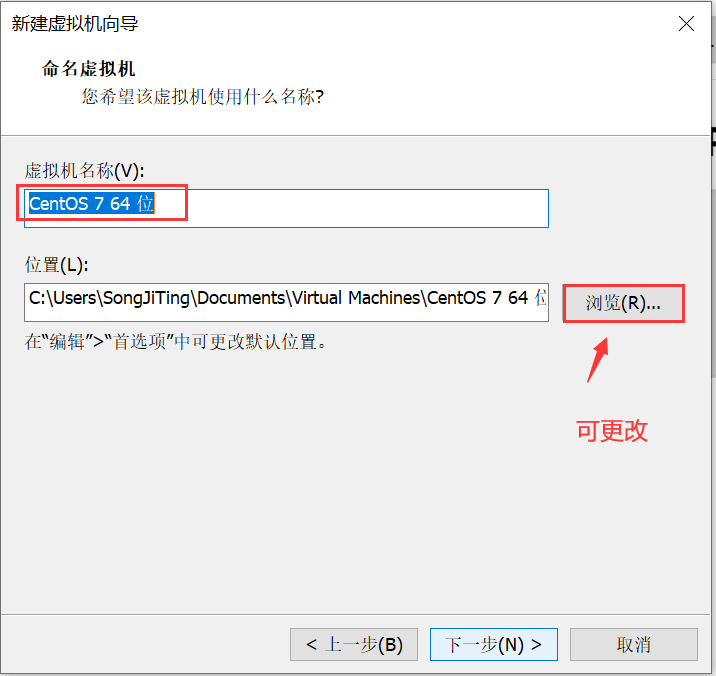 新建虚拟机向导
命名虚拟机
您希望该虚拟机使用什么名称?
虚拟机名称(V):
CentOS 7 64 位
位置(L):
C:\Users\SongJiTing\Documents\Virtual Machines\CentOS 7 64 位
浏览(R)...
在“编辑”>“首选项”中可更改默认位置。
可更改
< 上一步(B)
下一步(N) >
取消